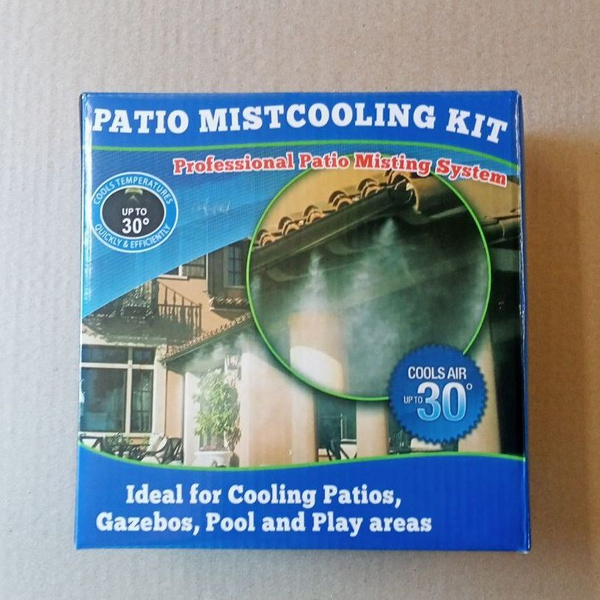 PATIO MISTCOOLING KIT
Professional Patio Misting System
COOLS TEMPERATURES
UP TO
30°
QUICKLY & EFFICIENTLY
COOLS AIR
UP TO 30°
Ideal for Cooling Patios,
Gazebos, Pool and Play areas